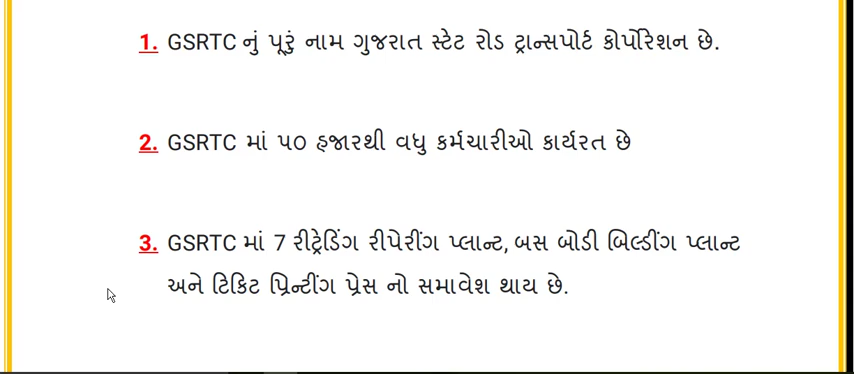 1. GSRTC નું પૂરું નામ ગુજરાત સ્ટેટ રોડ ટ્રાન્સપોર્ટ કોર્પોરેશન છે.
2. GSRTC માં ૫૦ હજારથી વધુ કર્મચારીઓ કાર્યરત છે
3. GSRTC માં 7 રીટ્રેડિંગ રીપેરીંગ પ્લાન્ટ, બસ બોડી બિલ્ડીંગ પ્લાન્ટ
અને ટિકિટ પ્રિન્ટીંગ પ્રેસ નો સમાવેશ થાય છે.